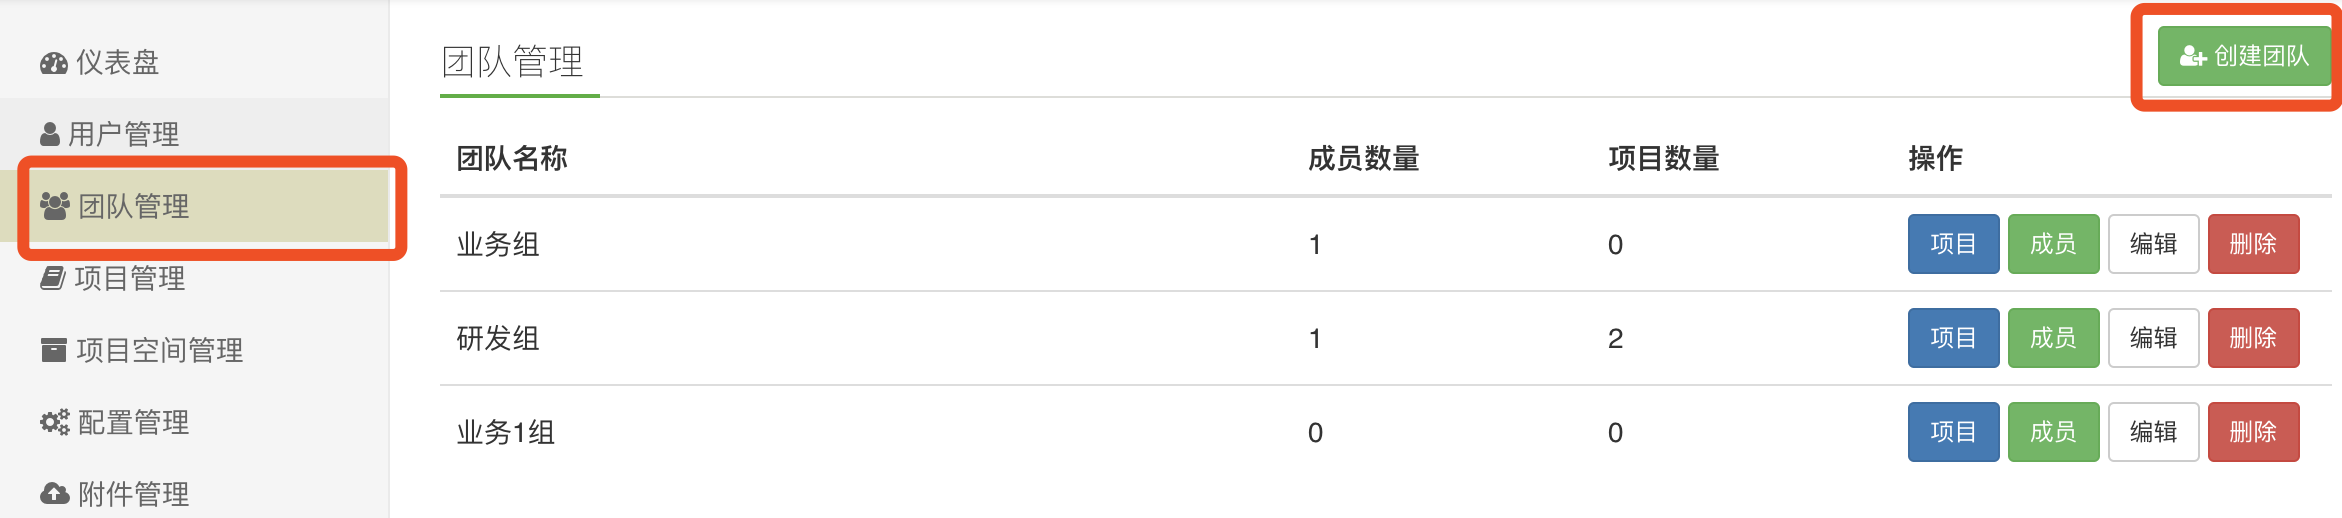 仪表盘
用户管理
团队管理
项目管理
项目空间管理
配置管理
附件管理
团队管理
创建团队
团队名称 成员数量 项目数量 操作
业务组 1 0 项目 成员 编辑 删除
研发组 1 2 项目 成员 编辑 删除
业务1组 0 0 项目 成员 编辑 删除